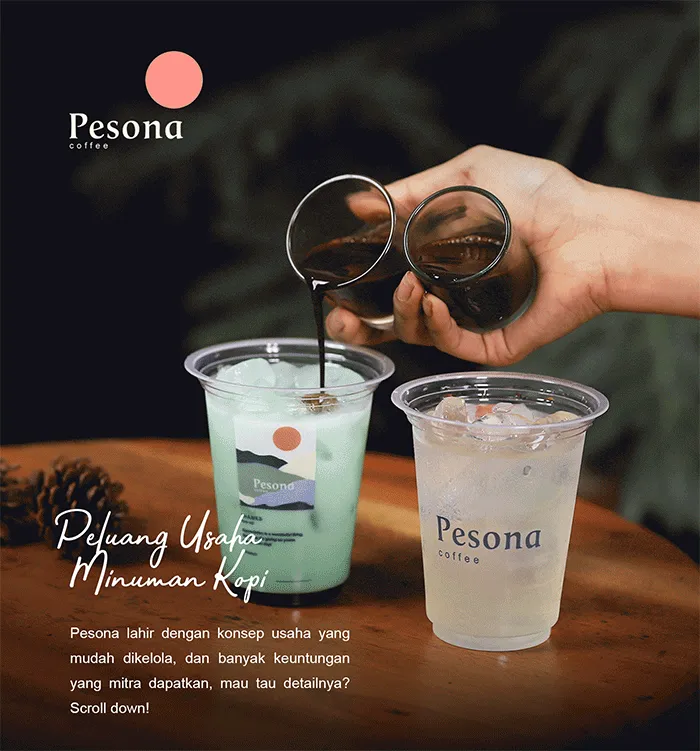 Pesona
coffee
Pesona
Pesona
coffee
Peluang Usaha
Minuman Kopi
Pesona lahir dengan konsep usaha yang
mudah dikelola, dan banyak keuntungan
yang mitra dapatkan, mau tau detailnya?
Scroll down!